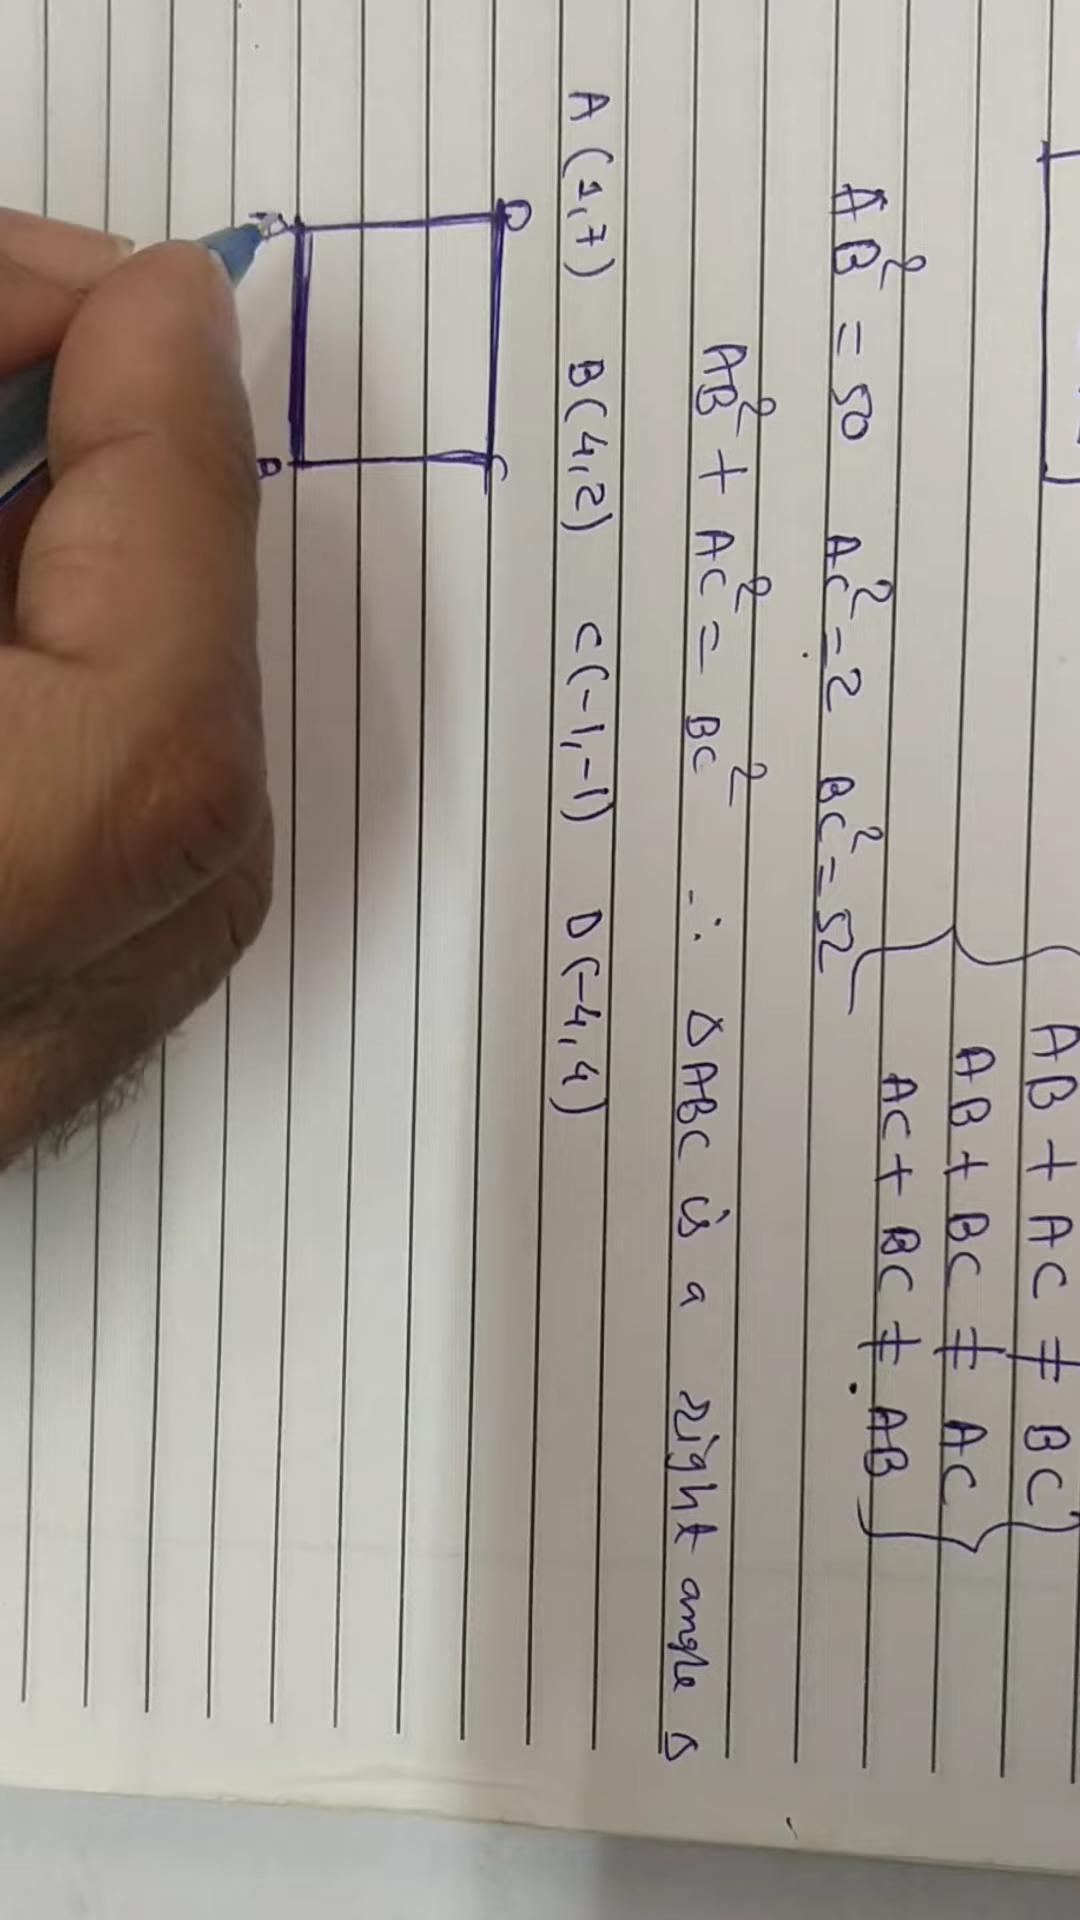 AB + AC ≠ BC
AB + BC ≠ AC
AC + BC ≠ AB
AB² = 50 AC² = 2 BC² = 52
AB² + AC² = BC² ∴ ΔABC is a right angle Δ
A (1,7) B(4,2) C(-1,-1) D(-4,4)
D C
B